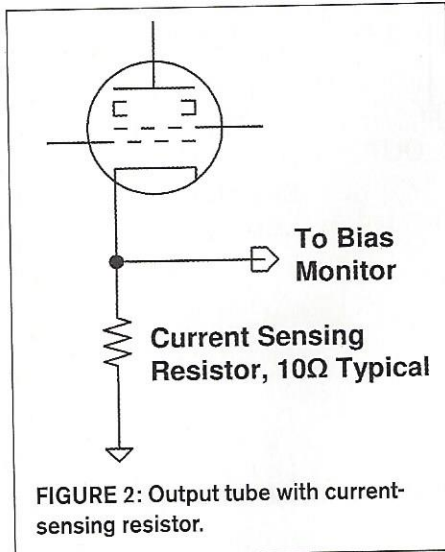 To Bias
Monitor
Current Sensing
Resistor, 10Ω Typical
FIGURE 2: Output tube with current-
sensing resistor.